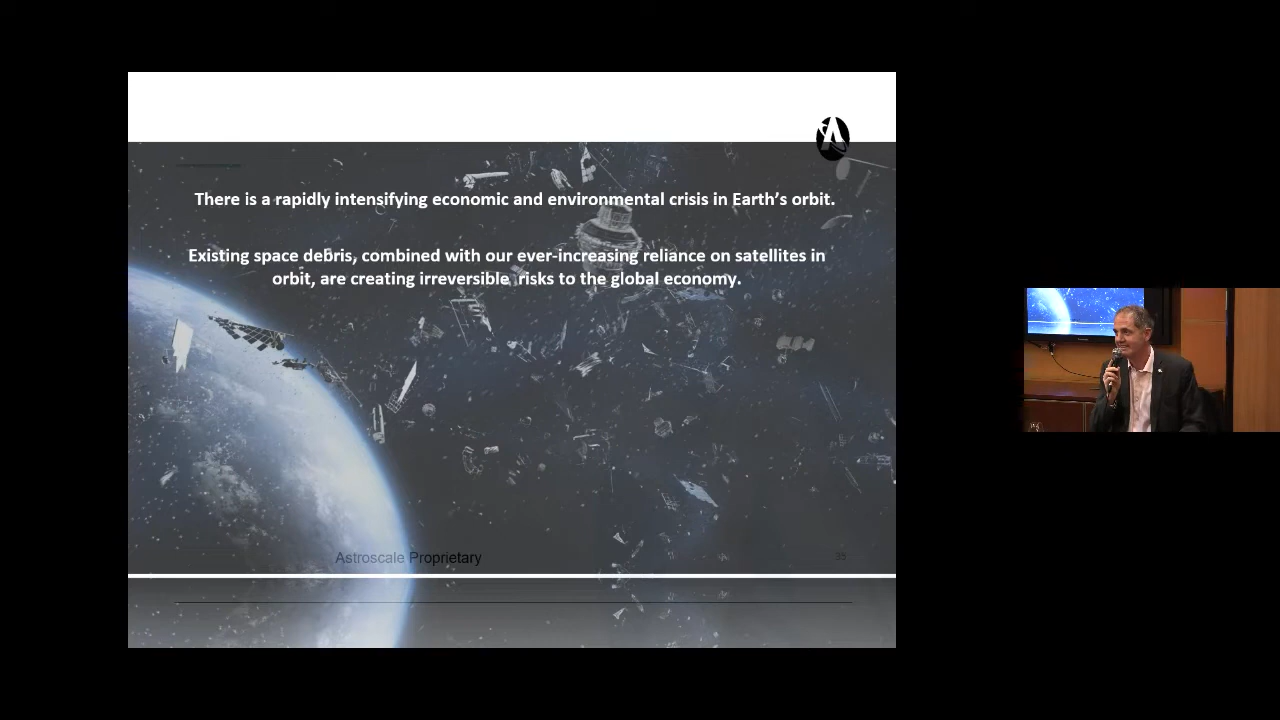 There is a rapidly intensifying economic and environmental crisis in Earth's orbit.
Existing space debris, combined with our ever-increasing reliance on satellites in
orbit, are creating irreversible  risks to the global economy.
Astroscale Proprietary
35